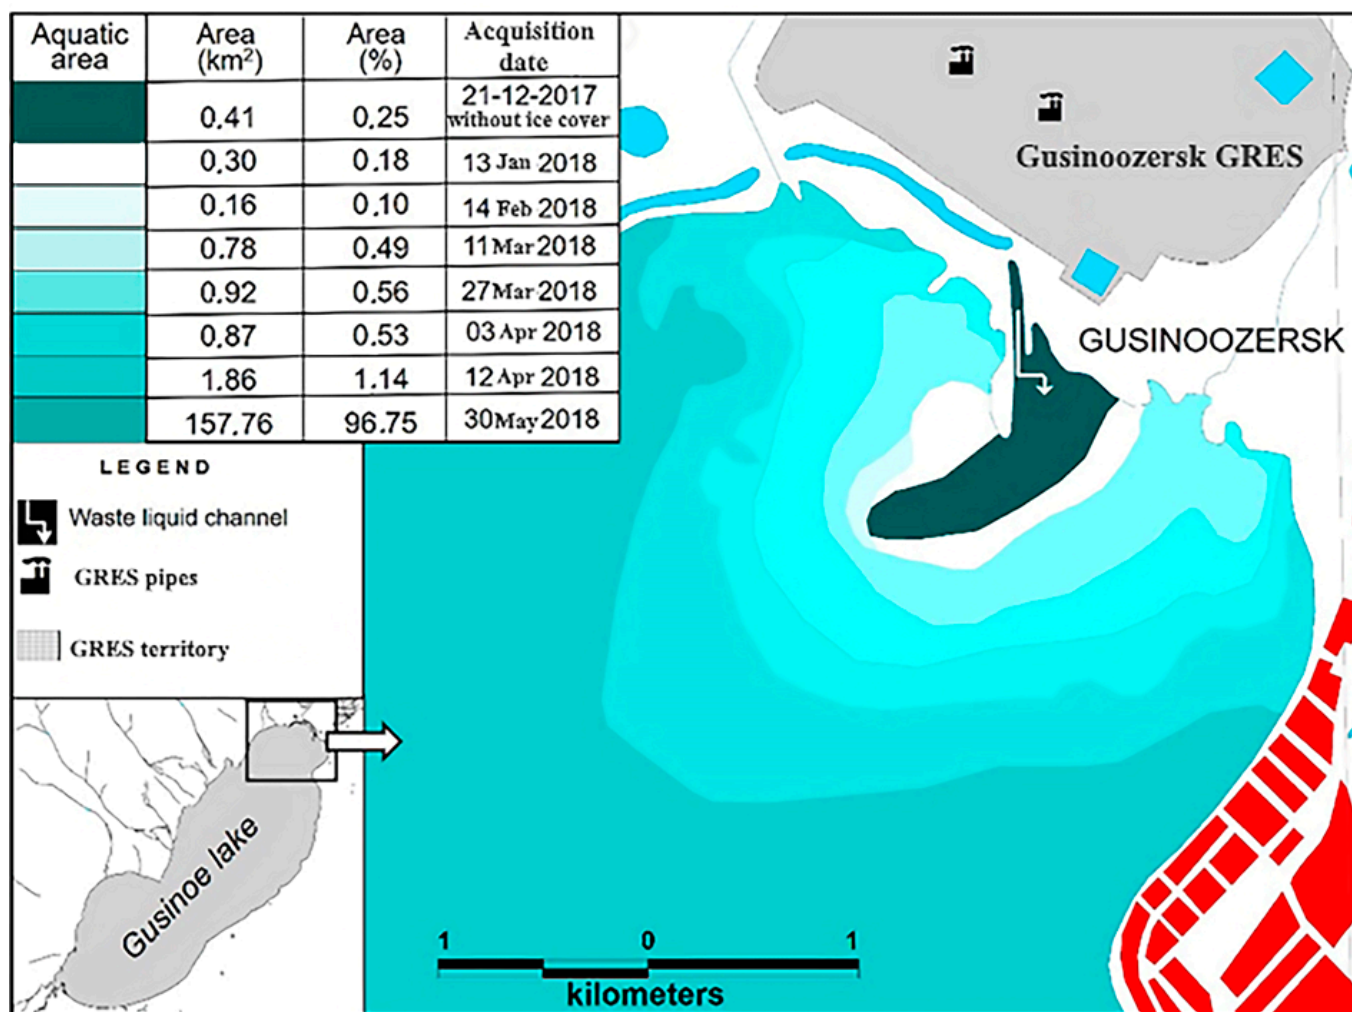 Aquatic area Area (km²) Area (%) Acquisition date
0.41 0.25 21-12-2017 without ice cover
0.30 0.18 13 Jan 2018
0.16 0.10 14 Feb 2018
0.78 0.49 11 Mar 2018
0.92 0.56 27 Mar 2018
0.87 0.53 03 Apr 2018
1.86 1.14 12 Apr 2018
157.76 96.75 30 May 2018
LEGEND
Waste liquid channel
GRES pipes
GRES territory
Gusinoe lake
Gusinoozersk GRES
GUSINOOZERSK
1 0 1
kilometers